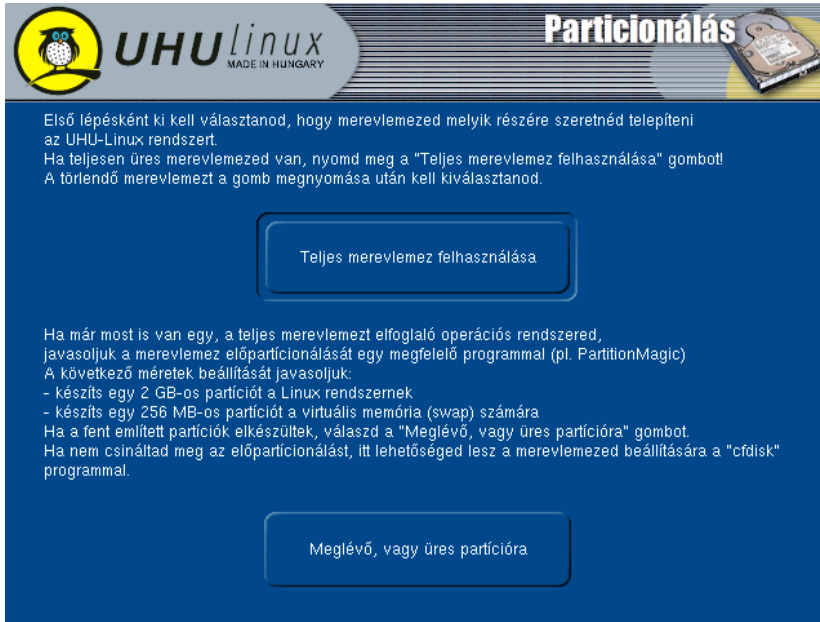 UHU linux
MADE IN HUNGARY
Particionálás
Első lépésként ki kell választanod, hogy merevlemezed melyik részére szeretnéd telepíteni
az UHU-Linux rendszert.
Ha teljesen üres merevlemezed van, nyomd meg a "Teljes merevlemez felhasználása" gombot!
A törlendő merevlemezt a gomb megnyomása után kell kiválasztanod.
Teljes merevlemez felhasználása
Ha már most is van egy, a teljes merevlemezt elfoglaló operációs rendszered,
javasoljuk a merevlemez előpartícionálását egy megfelelő programmal (pl. PartitionMagic)
A következő méretek beállítását javasoljuk:
- készíts egy 2 GB-os partíciót a Linux rendszernek
- készíts egy 256 MB-os partíciót a virtuális memória (swap) számára
Ha a fent említett partíciók elkészültek, válaszd a "Meglévő, vagy üres partícióra" gombot.
Ha nem csináltad meg az előpartícionálást, itt lehetőséged lesz a merevlemezed beállítására a "cfdisk"
programmal.
Meglévő, vagy üres partícióra